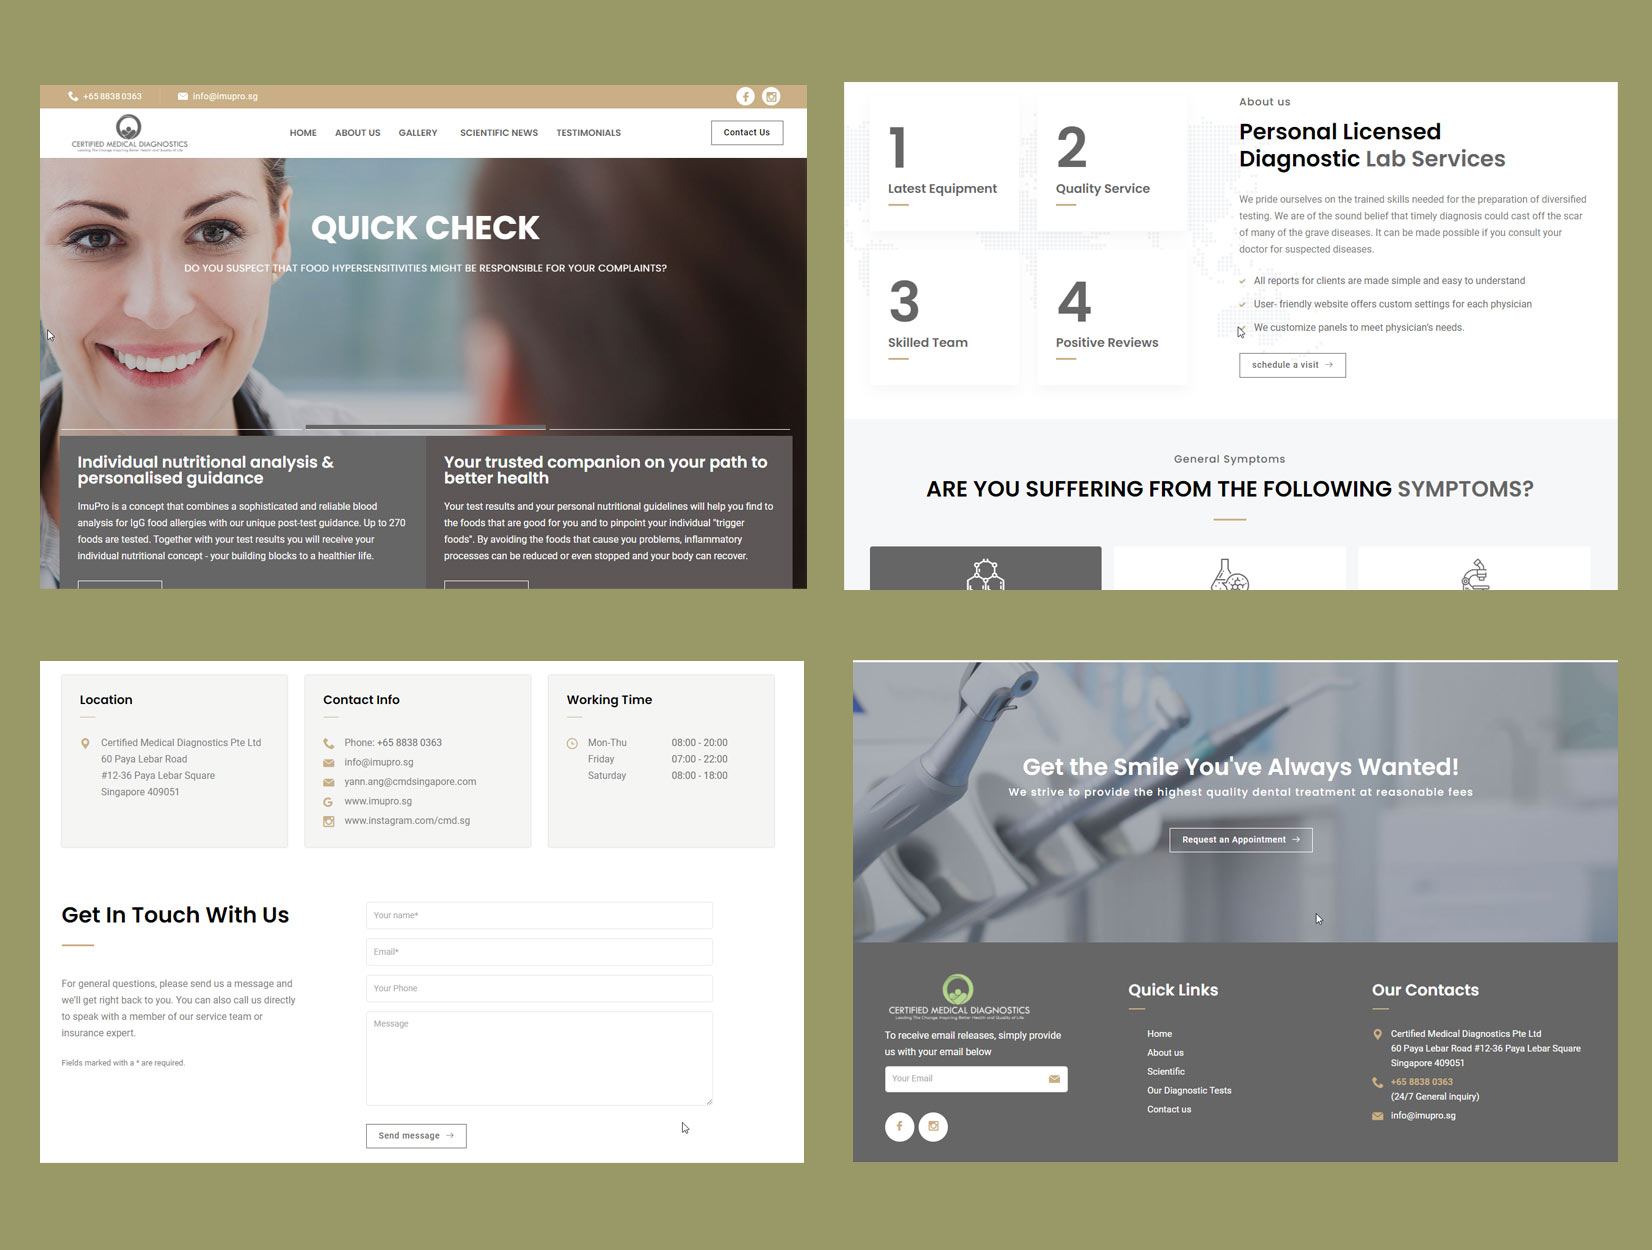 +65 8838 0363
info@imupro.sg
CERTIFIED MEDICAL DIAGNOSTICS
Leading The Change, Inspiring Better Health and Quality of Life
HOME
ABOUT US
GALLERY
SCIENTIFIC NEWS
TESTIMONIALS
Contact Us
QUICK CHECK
DO YOU SUSPECT THAT FOOD HYPERSENSITIVITIES MIGHT BE RESPONSIBLE FOR YOUR COMPLAINTS?
Individual nutritional analysis &
personalised guidance
ImuPro is a concept that combines a sophisticated and reliable blood
analysis for IgG food allergies with our unique post-test guidance. Up to 270
foods are tested. Together with your test results you will receive your
individual nutritional concept - your building blocks to a healthier life.
Your trusted companion on your path to
better health
Your test results and your personal nutritional guidelines will help you find to
the foods that are good for you and to pinpoint your individual "trigger
foods". By avoiding the foods that cause you problems, inflammatory
processes can be reduced or even stopped and your body can recover.
1
Latest Equipment
2
Quality Service
3
Skilled Team
4
Positive Reviews
About us
Personal Licensed
Diagnostic Lab Services
We pride ourselves on the trained skills needed for the preparation of diversified
testing. We are of the sound belief that timely diagnosis could cast off the scar
of many of the grave diseases. It can be made possible if you consult your
doctor for suspected diseases.
All reports for clients are made simple and easy to understand
User- friendly website offers custom settings for each physician
We customize panels to meet physician's needs.
schedule a visit
General Symptoms
ARE YOU SUFFERING FROM THE FOLLOWING SYMPTOMS?
Location
Certified Medical Diagnostics Pte Ltd
60 Paya Lebar Road
#12-36 Paya Lebar Square
Singapore 409051
Contact Info
Phone: +65 8838 0363
info@imupro.sg
yann.ang@cmdsingapore.com
www.imupro.sg
www.instagram.com/cmd.sg
Working Time
Mon-Thu 08:00 - 20:00
Friday 07:00 - 22:00
Saturday 08:00 - 18:00
Get In Touch With Us
For general questions, please send us a message and
we'll get right back to you. You can also call us directly
to speak with a member of our service team or
insurance expert.
Fields marked with a * are required.
Your name*
Email*
Your Phone
Message
Send message
Get the Smile You've Always Wanted!
We strive to provide the highest quality dental treatment at reasonable fees
Request an Appointment
CERTIFIED MEDICAL DIAGNOSTICS
Leading The Change, Inspiring Better Health and Quality of Life
To receive email releases, simply provide
us with your email below
Your Email
Quick Links
Home
About us
Scientific
Our Diagnostic Tests
Contact us
Our Contacts
Certified Medical Diagnostics Pte Ltd
60 Paya Lebar Road #12-36 Paya Lebar Square
Singapore 409051
+65 8838 0363
(24/7 General inquiry)
info@imupro.sg